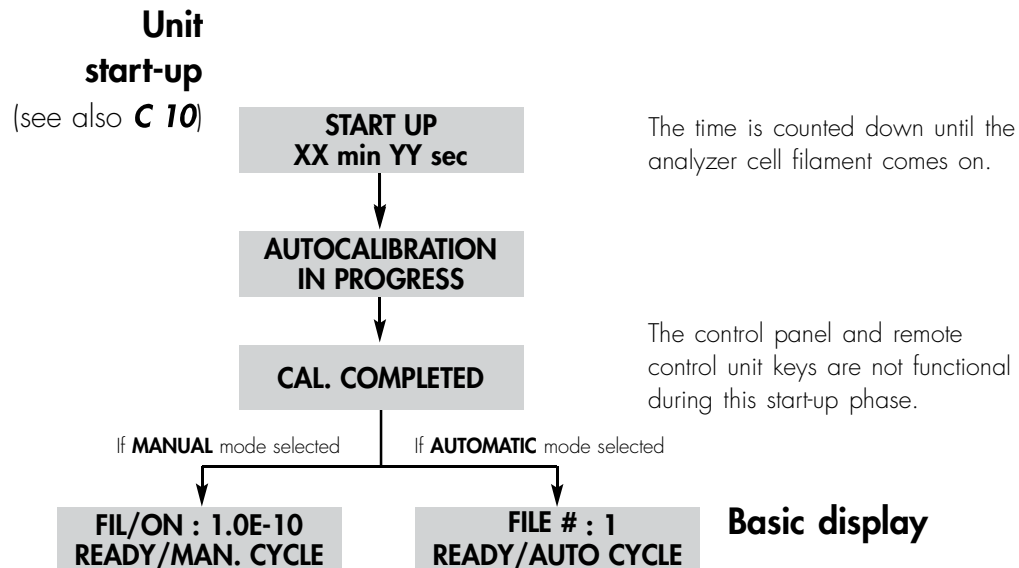 Unit
start-up
(see also C 10)
START UP
XX min YY sec
The time is counted down until the
analyzer cell filament comes on.
AUTOCALIBRATION
IN PROGRESS
CAL. COMPLETED
The control panel and remote
control unit keys are not functional
during this start-up phase.
If MANUAL mode selected
If AUTOMATIC mode selected
FIL/ON : 1.0E-10
READY/MAN. CYCLE
FILE # : 1
READY/AUTO CYCLE
Basic display